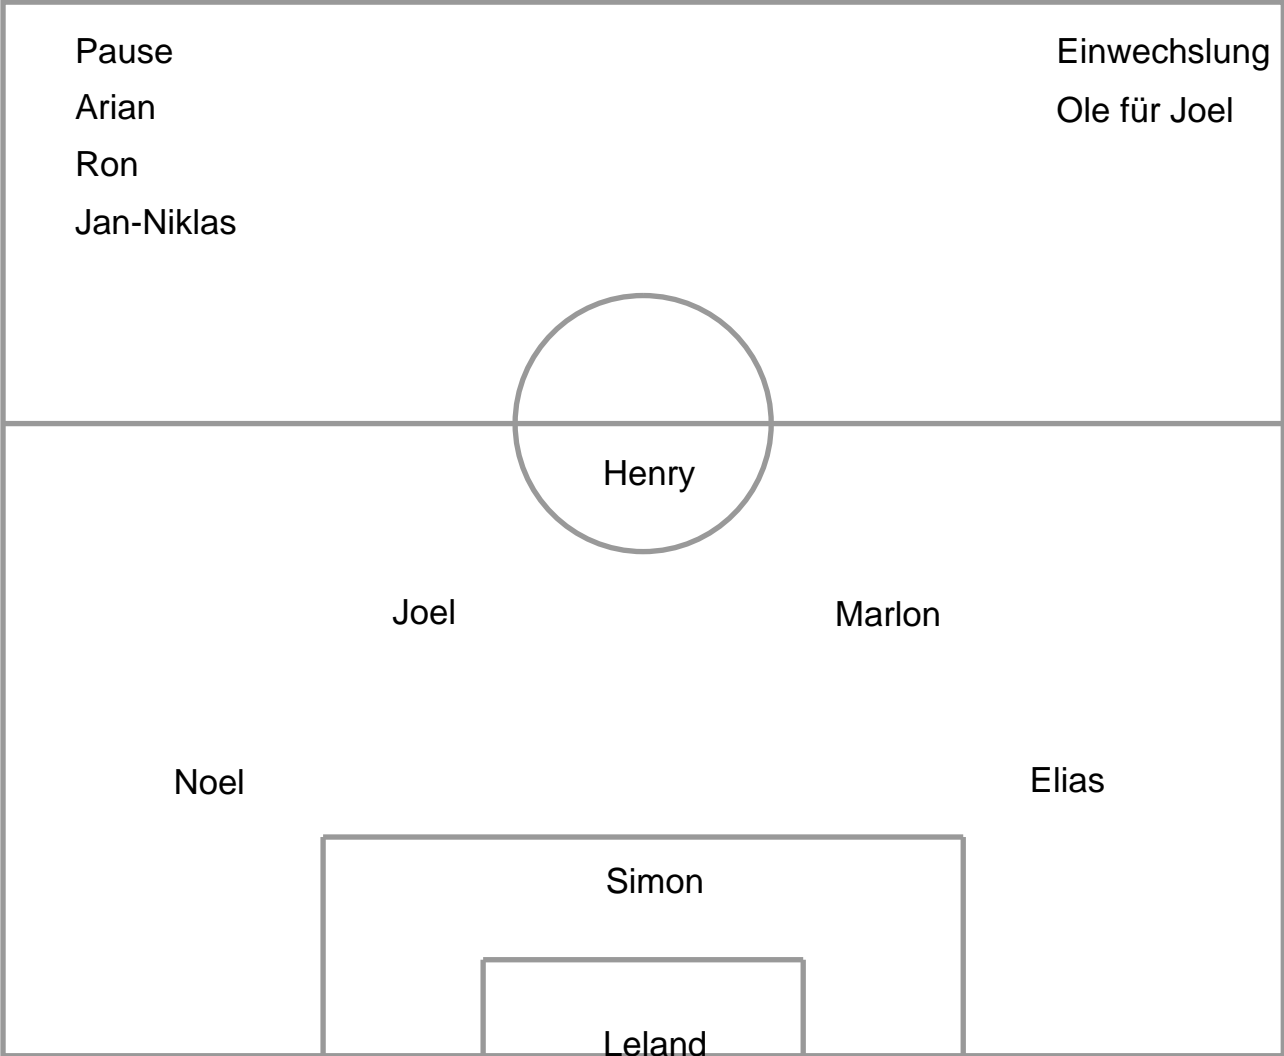 Pause
Arian
Ron
Jan-Niklas
Einwechslung
Ole für Joel
Henry
Joel
Marlon
Noel
Elias
Simon
Leland